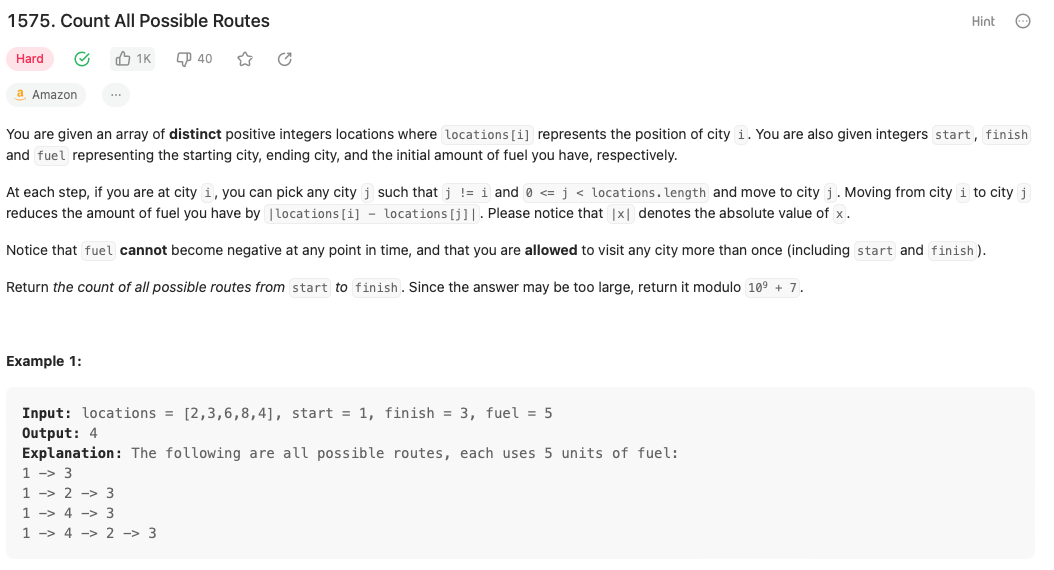 1575. Count All Possible Routes
Hint
Hard
1K
40
Amazon
You are given an array of distinct positive integers locations where locations[i] represents the position of city i. You are also given integers start, finish
and fuel representing the starting city, ending city, and the initial amount of fuel you have, respectively.
At each step, if you are at city i, you can pick any city j such that j != i and 0 <= j < locations.length and move to city j. Moving from city i to city j
reduces the amount of fuel you have by |locations[i] - locations[j]|. Please notice that |x| denotes the absolute value of x.
Notice that fuel cannot become negative at any point in time, and that you are allowed to visit any city more than once (including start and finish).
Return the count of all possible routes from start to finish. Since the answer may be too large, return it modulo 10⁹ + 7.
Example 1:
Input: locations = [2,3,6,8,4], start = 1, finish = 3, fuel = 5
Output: 4
Explanation: The following are all possible routes, each uses 5 units of fuel:
1 -> 3
1 -> 2 -> 3
1 -> 4 -> 3
1 -> 4 -> 2 -> 3